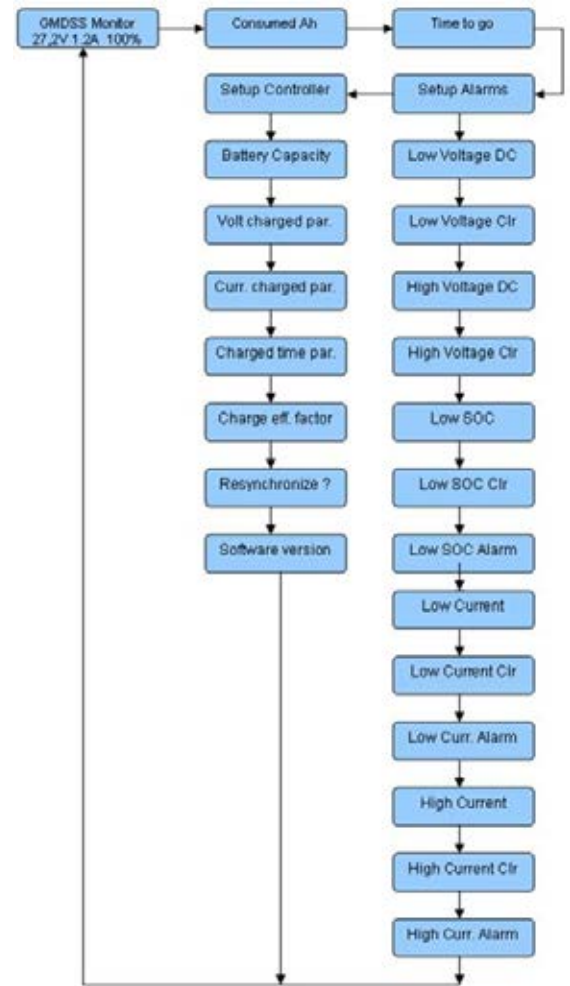 GMDSS Monitor
27,2V 1.2A 100%
Consumed Ah
Time to go
Setup Controller
Setup Alarms
Battery Capacity
Low Voltage DC
Volt charged par.
Low Voltage Clr
Curr. charged par.
High Voltage DC
Charged time par.
High Voltage Clr
Charge eff. factor
Low SOC
Resynchronize ?
Low SOC Clr
Software version
Low SOC Alarm
Low Current
Low Current Clr
Low Curr. Alarm
High Current
High Current Clr
High Curr. Alarm